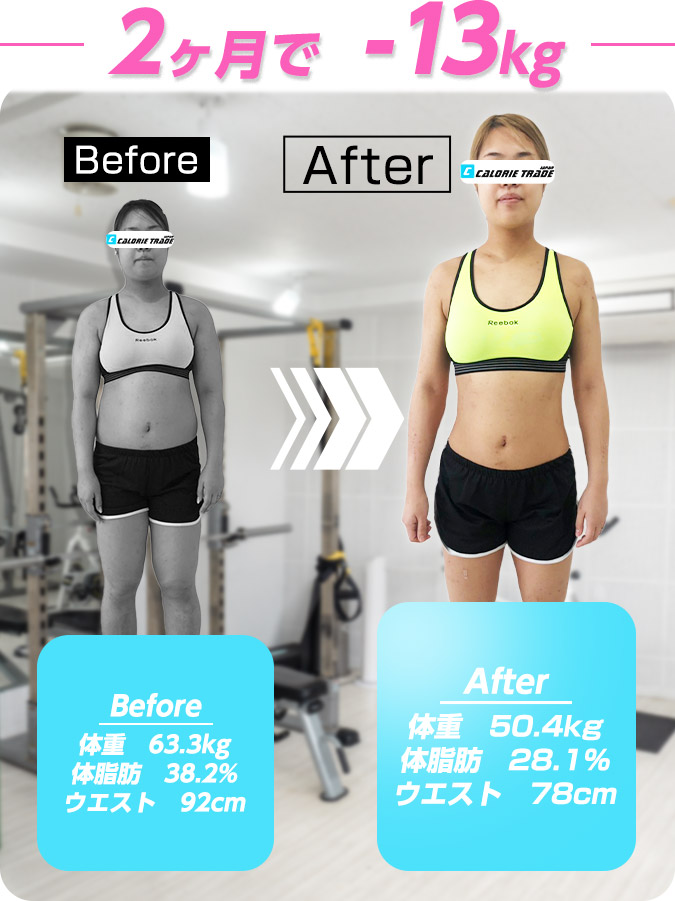 2ヶ月で -13kg
Before
After
C CALORIE TRADE JAPAN
C CALORIE TRADE JAPAN
Reebok
Reebok
Before
体重 63.3kg
体脂肪 38.2%
ウエスト 92cm
After
体重 50.4kg
体脂肪 28.1%
ウエスト 78cm